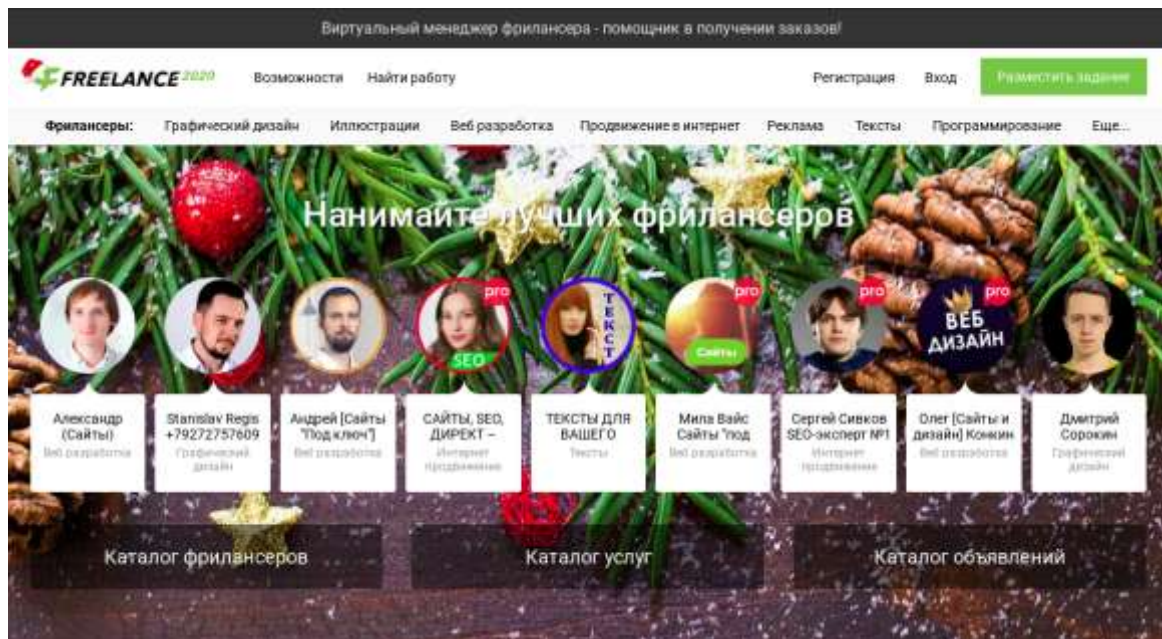 Виртуальный менеджер фрилансера - помощник в получении заказов!
FREELANCE 2020
Возможности Найти работу Регистрация Вход Разместить задание
Фрилансеры: Графический дизайн Иллюстрации Веб разработка Продвижение в интернет Реклама Тексты Программирование Еще...
Нанимайте лучших фрилансеров
pro pro pro pro
SEO
ТЕКСТ
Сайты
ВЕБ
ДИЗАЙН
Александр
(Сайты)
Веб разработка
Stanislav Regis
+79272757609
Графический
дизайн
Андрей [Сайты
"Под ключ"]
Веб разработка
САЙТЫ, SEO,
ДИРЕКТ –
Интернет
продвижение
ТЕКСТЫ ДЛЯ
ВАШЕГО
Тексты
Мила Вайс
Сайты "под
Веб разработка
Сергей Сивков
SEO-эксперт №1
Интернет
продвижение
Олег [Сайты и
дизайн] Конкин
Веб разработка
Дмитрий
Сорокин
Графический
дизайн
Каталог фрилансеров
Каталог услуг
Каталог объявлений